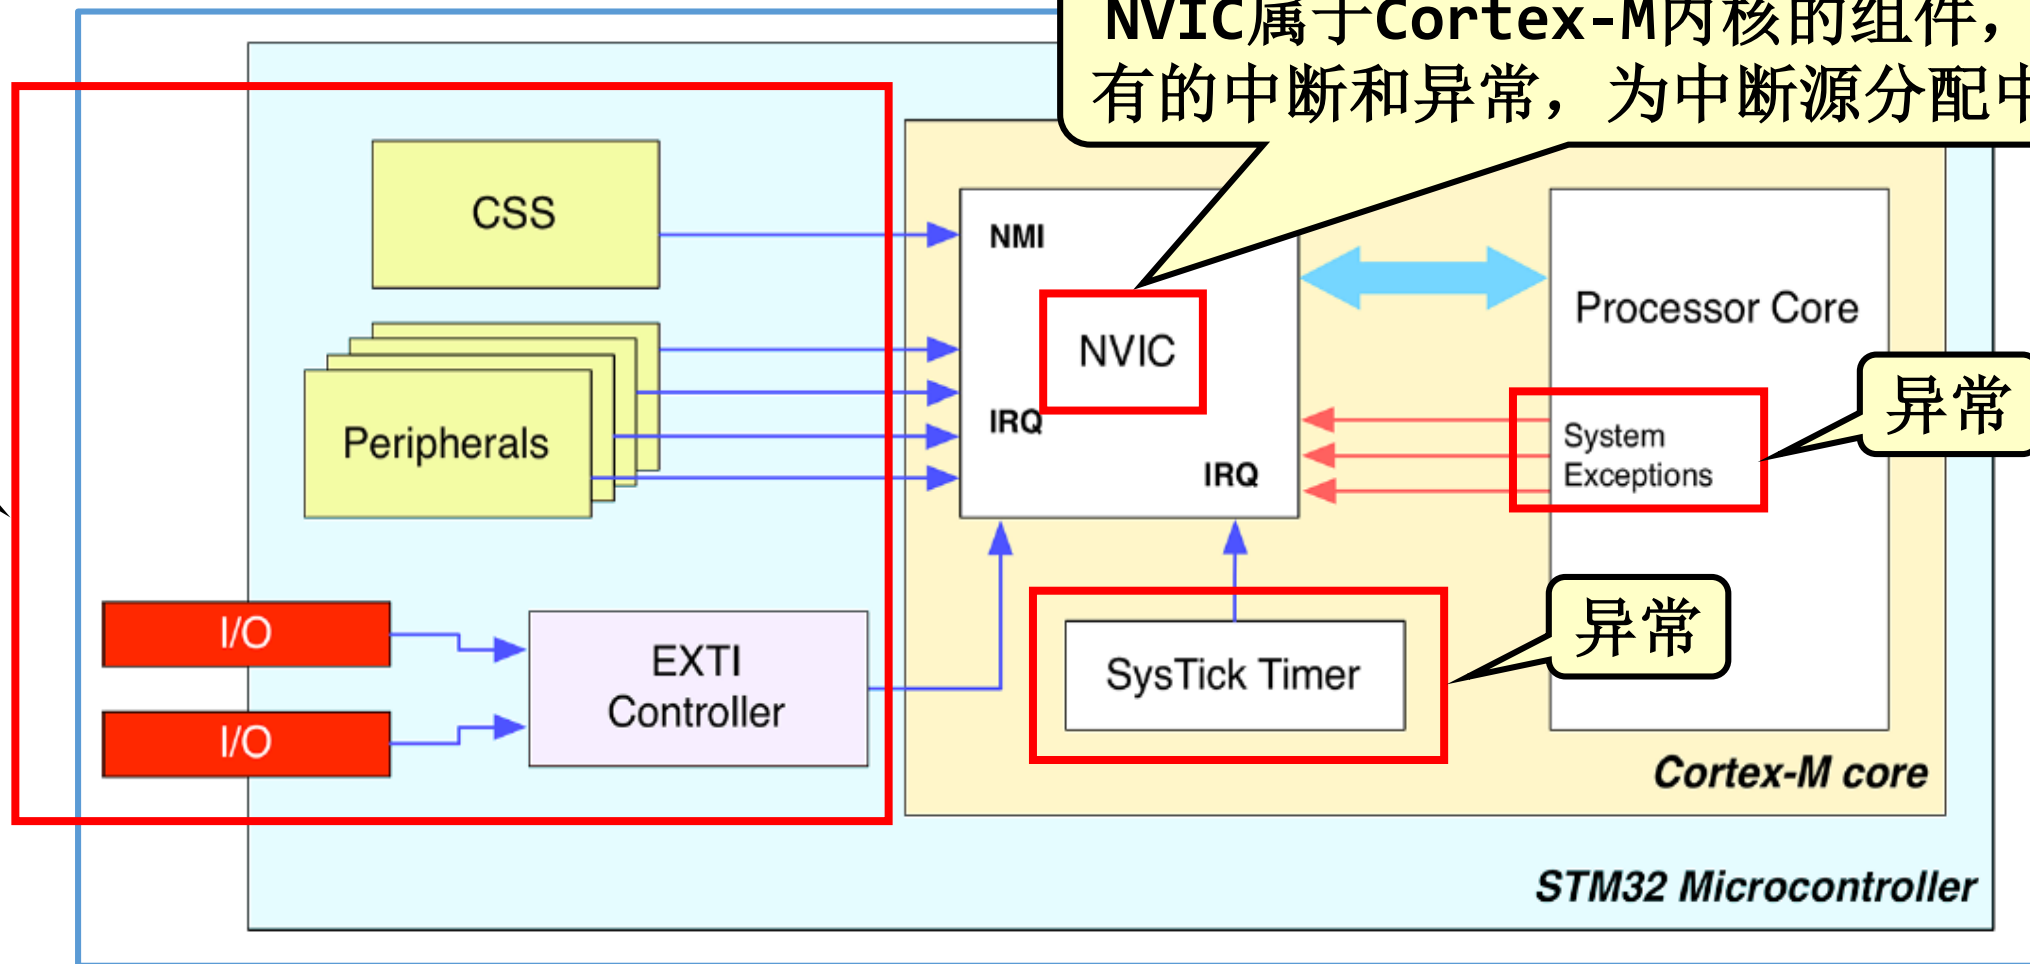 NVIC属于Cortex-M内核的组件,
有的中断和异常, 为中断源分配中
CSS
NMI
NVIC
Processor Core
异常
IRQ
Peripherals
System
Exceptions
IRQ
异常
I/O
EXTI
Controller
SysTick Timer
I/O
Cortex-M core
STM32 Microcontroller